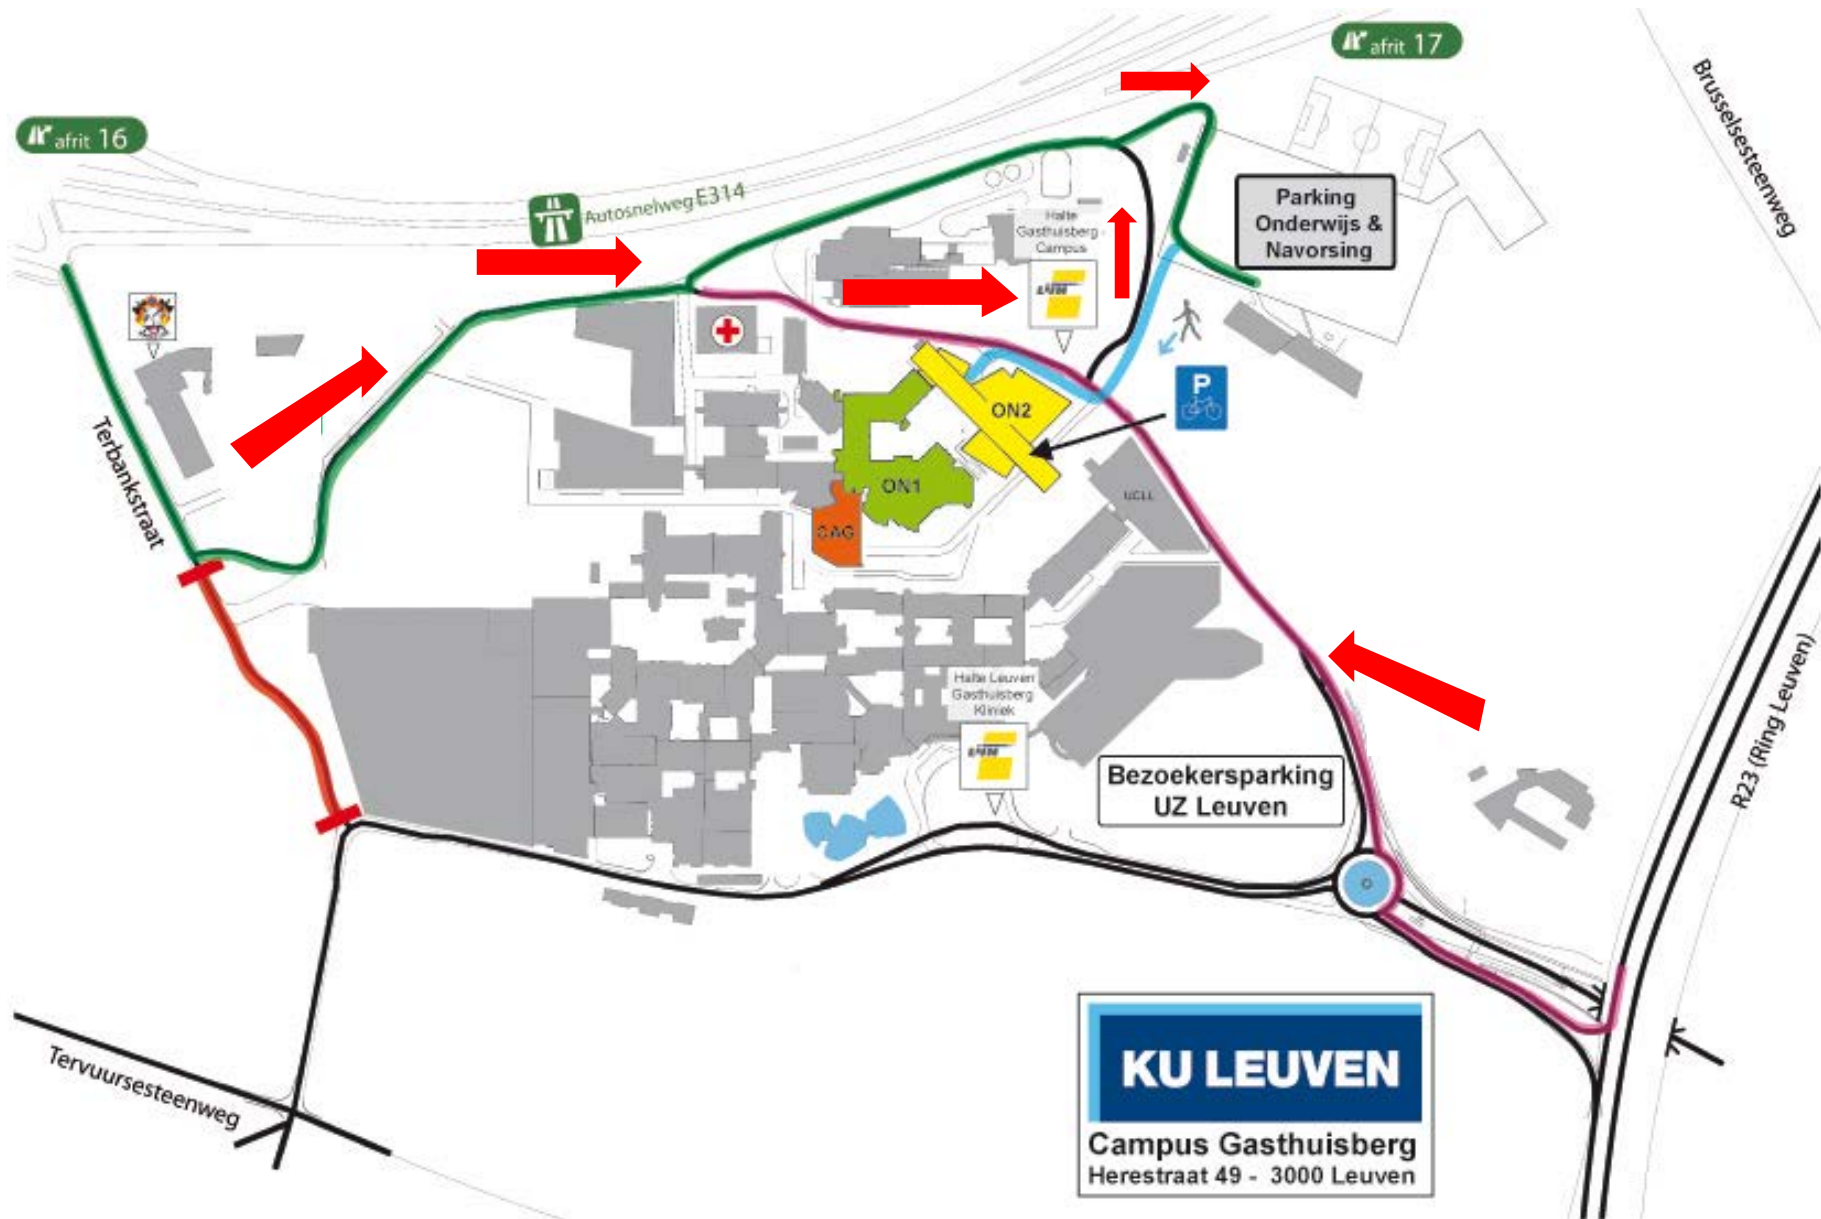 afrit 17
afrit 16
Brusselsesteenweg
Autosnelweg E314
Parking
Onderwijs &
Navorsing
Halte
Gasthuisberg -
Campus
P
ON2
ON1
UCLL
GAG
Terbankstraat
Halte Leuven
Gasthuisberg
Kliniek
Bezoekersparking
UZ Leuven
R23 (Ring Leuven)
Tervuursesteenweg
KU LEUVEN
Campus Gasthuisberg
Herestraat 49 - 3000 Leuven